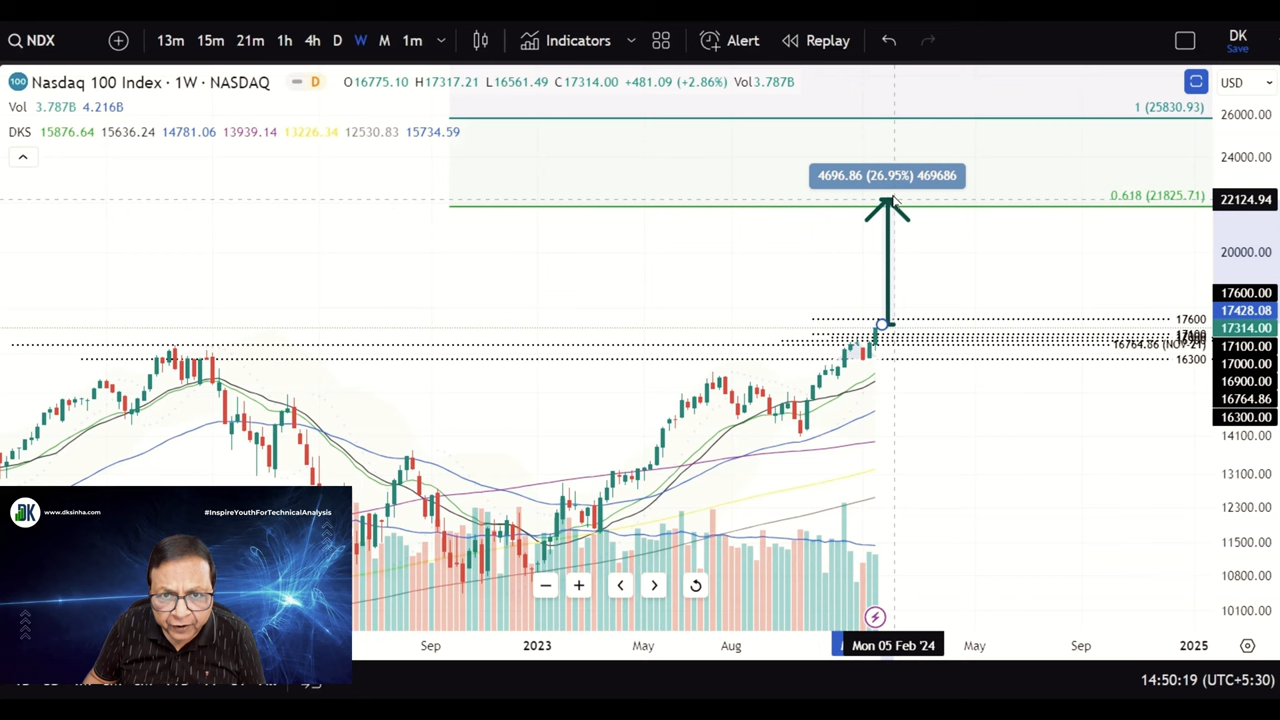 NDX 13m 15m 21m 1h 4h D W M 1m Indicators Alert Replay DK Save
Nasdaq 100 Index · 1W · NASDAQ D O16775.10 H17317.21 L16561.49 C17314.00 +481.09 (+2.86%) Vol3.787B USD
Vol 3.787B 4.216B
DKS 15876.64 15636.24 14781.06 13939.14 13226.34 12530.83 15734.59
1 (25830.93)
26000.00
24000.00
4696.86 (26.95%) 469686
0.618 (21825.71)
22124.94
20000.00
17600.00
17428.08
17600
17314.00
17100.00
16764.86 (NOV-21)
17000.00
16300
16900.00
16764.86
16300.00
14100.00
13100.00
12300.00
11500.00
10800.00
10100.00
DK www.dksinha.com #InspireYouthForTechnicalAnalysis
Sep 2023 May Aug Mon 05 Feb '24 May Sep 2025
14:50:19 (UTC+5:30)